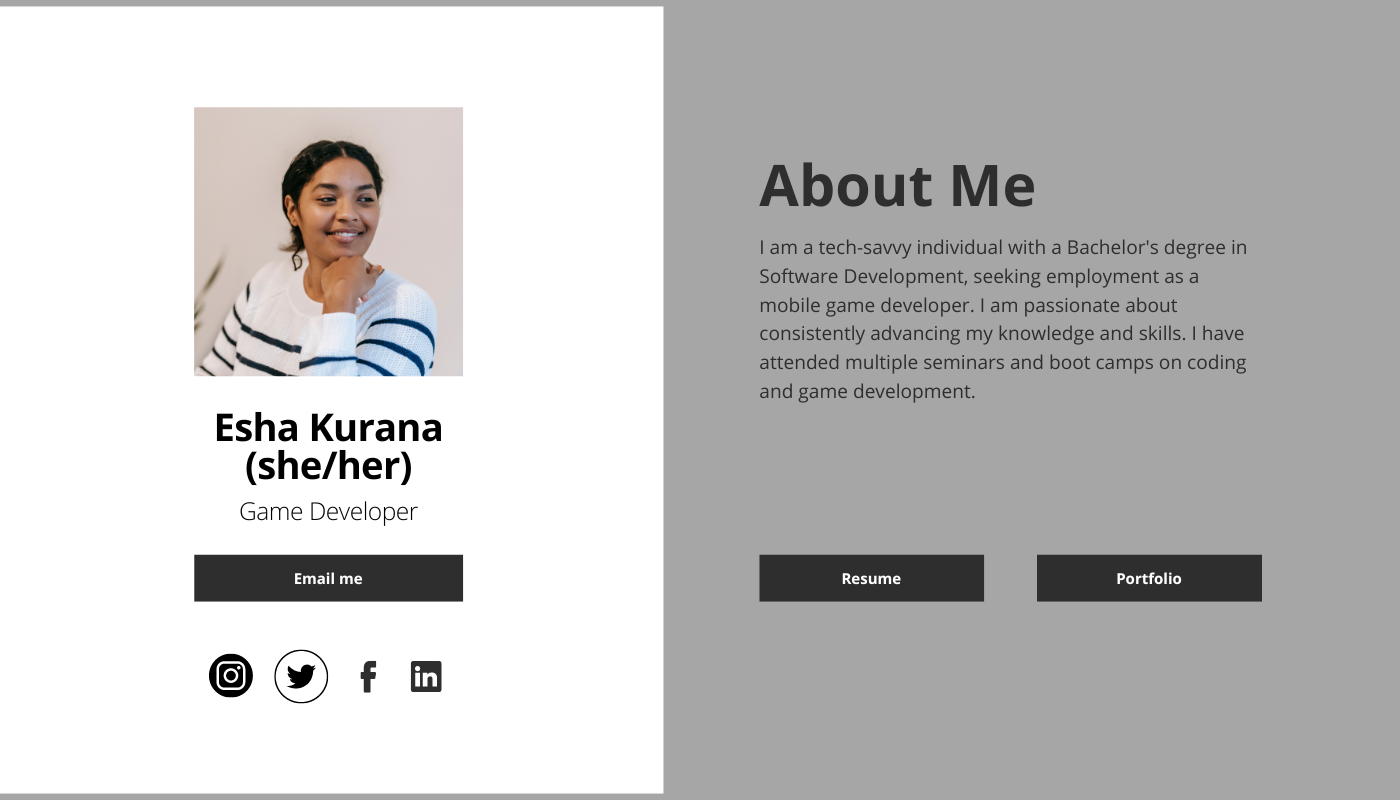 Esha Kurana
(she/her)
Game Developer
Email me
in
About Me
I am a tech-savvy individual with a Bachelor's degree in
Software Development, seeking employment as a
mobile game developer. I am passionate about
consistently advancing my knowledge and skills. I have
attended multiple seminars and boot camps on coding
and game development.
Resume
Portfolio